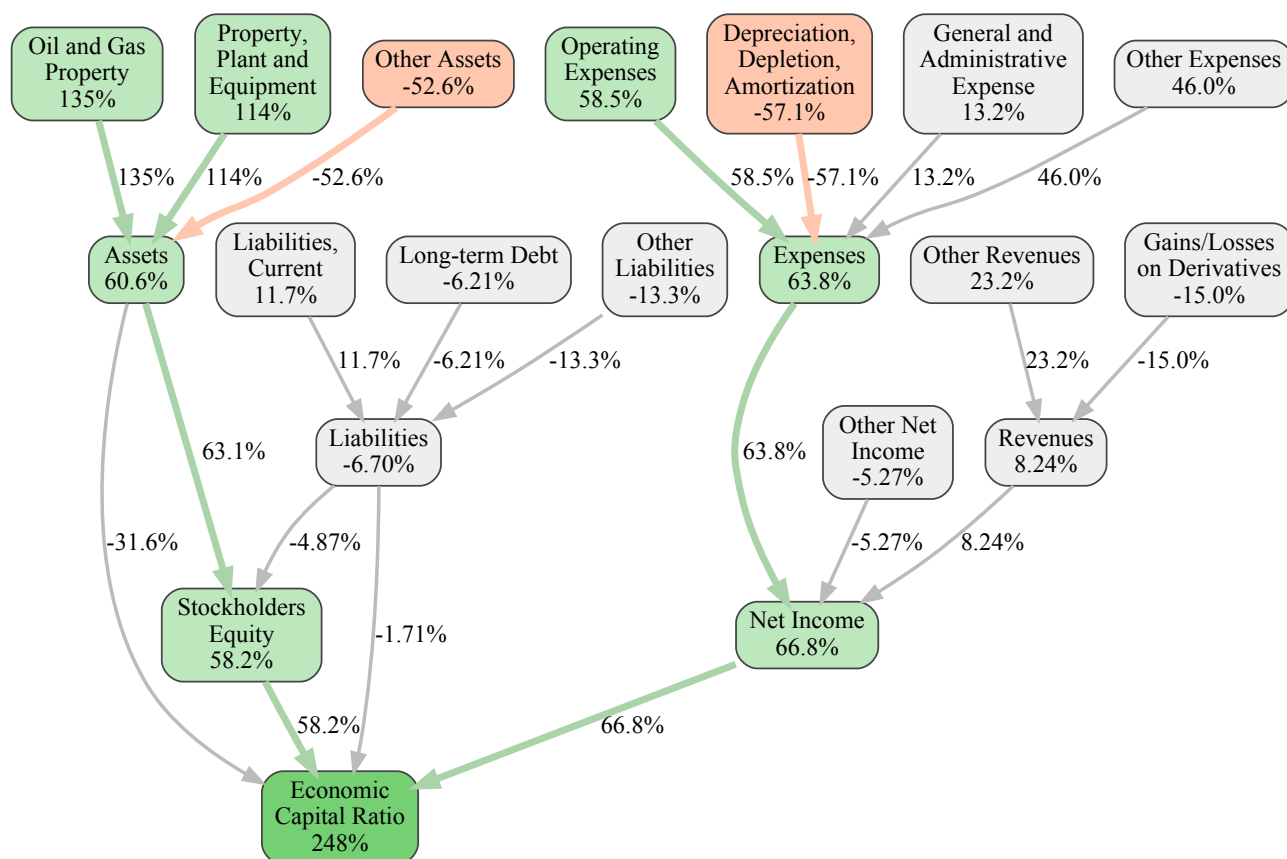 Oil and Gas
Property
135%
Property,
Plant and
Equipment
114%
Other Assets
-52.6%
Operating
Expenses
58.5%
Depreciation,
Depletion,
Amortization
-57.1%
General and
Administrative
Expense
13.2%
Other Expenses
46.0%
135%
114%
-52.6%
58.5%
-57.1%
13.2%
46.0%
Assets
60.6%
Liabilities,
Current
11.7%
Long-term Debt
-6.21%
Other
Liabilities
-13.3%
Expenses
63.8%
Other Revenues
23.2%
Gains/Losses
on Derivatives
-15.0%
11.7%
-6.21%
-13.3%
23.2%
-15.0%
63.1%
Liabilities
-6.70%
63.8%
Other Net
Income
-5.27%
Revenues
8.24%
-31.6%
-4.87%
-5.27%
8.24%
Stockholders
Equity
58.2%
-1.71%
Net Income
66.8%
58.2%
66.8%
Economic
Capital Ratio
248%